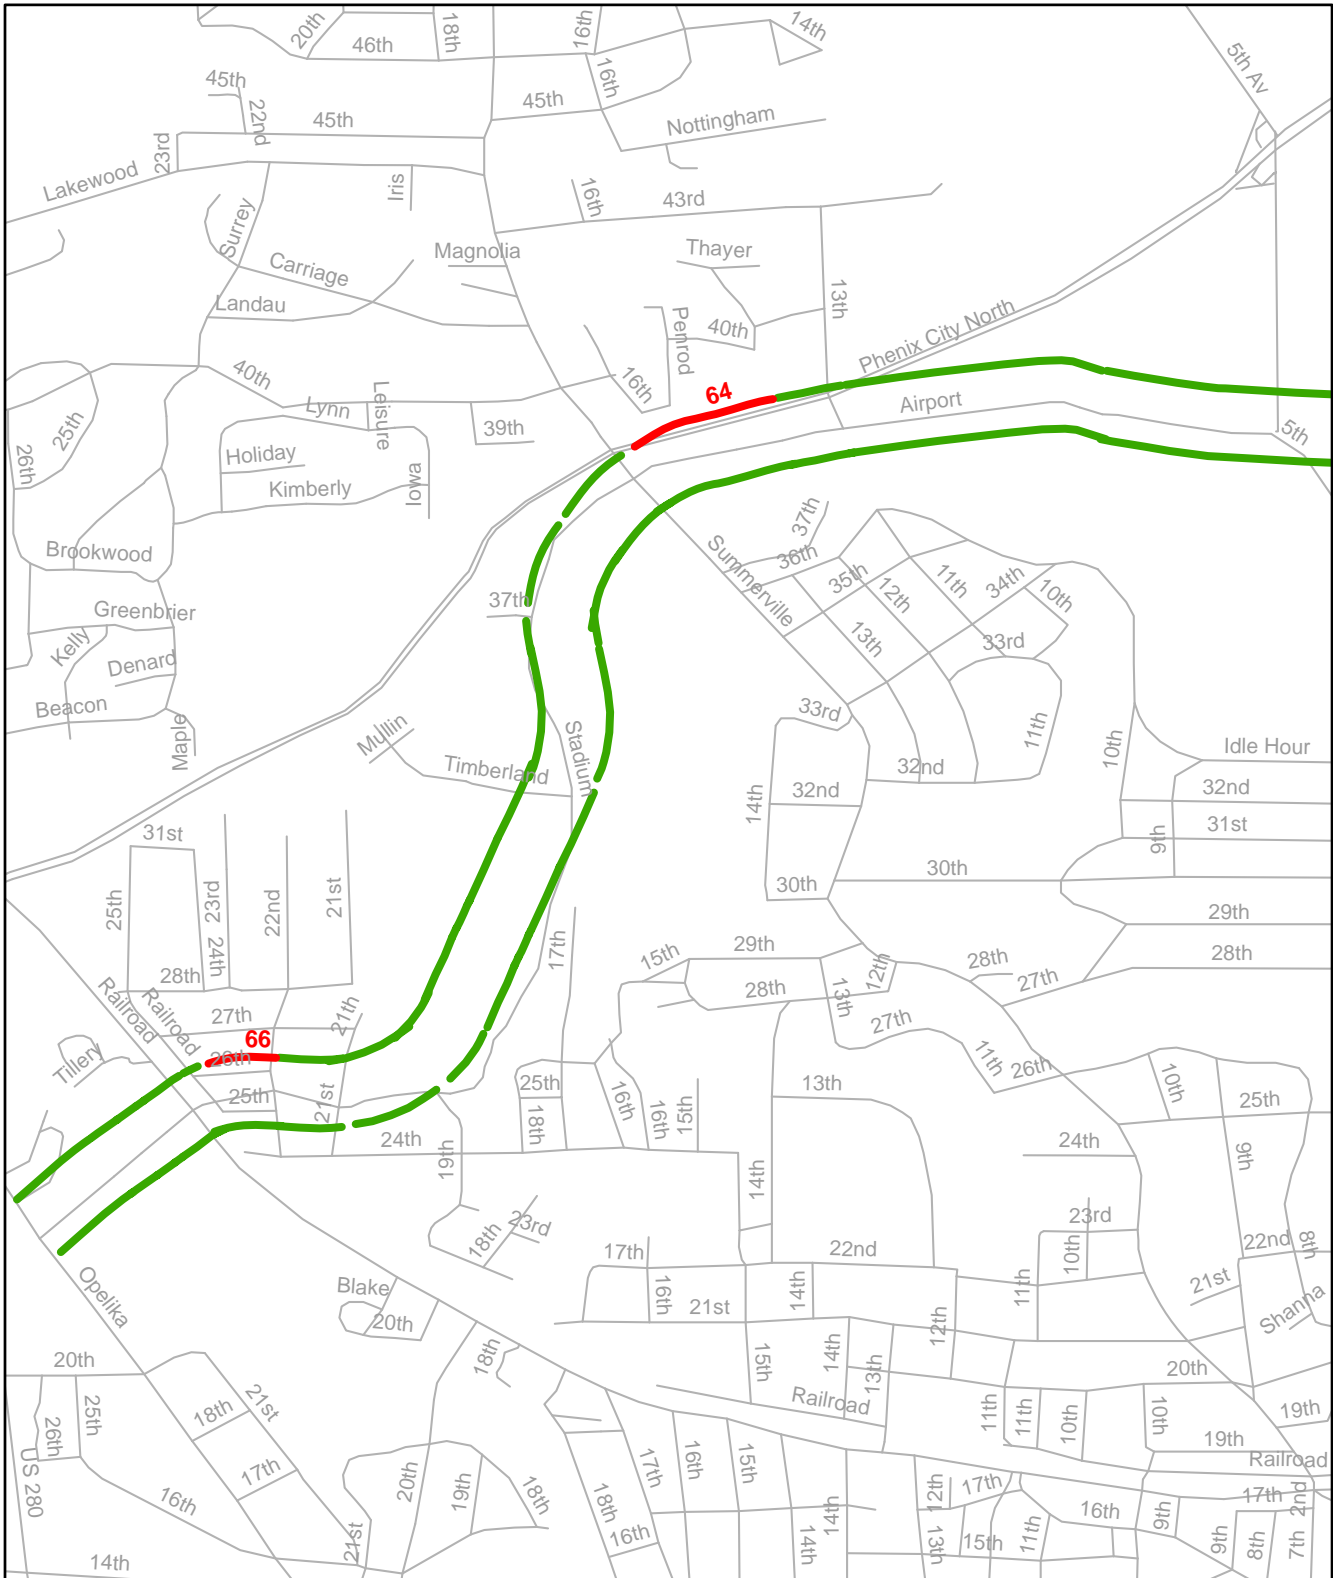 20th
46th
18th
16th
14th
5th Av
45th
22nd
16th
45th
45th
Nottingham
23rd
Lakewood
Iris
16th
43rd
Surrey
Magnolia
Thayer
Carriage
Landau
13th
Phenix City North
Penrod
40th
40th
16th
64
Lynn
Leisure
Airport
39th
5th
25th
26th
Holiday
Kimberly
Iowa
37th
Brookwood
Summerville
36th
35th
12th
11th
34th
10th
37th
Greenbrier
Kelly
Denard
13th
33rd
Beacon
Maple
Mullin
Stadium
33rd
11th
10th
Idle Hour
Timberland
32nd
32nd
14th
32nd
31st
31st
9th
25th
23rd
22nd
21st
30th
30th
24th
29th
17th
15th
29th
28th
28th
12th
28th
27th
28th
13th
Railroad
Railroad
27th
21th
27th
66
26th
Tillery
11th
26th
25th
21st
25th
18th
16th
16th
15th
13th
10th
25th
24th
19th
24th
9th
14th
18th
23rd
23rd
10th
17th
22nd
22nd
8th
Opelika
Blake
20th
16th
21st
14th
11th
21st
Shanna
12th
20th
18th
15th
14th
13th
20th
21st
18th
25th
26th
Railroad
11th
11th
10th
10th
19th
19th
Railroad
US 280
17th
16th
20th
19th
18th
17th
16th
15th
18th
16th
14th
12th
17th
16th
9th
17th
2nd
21st
14th
14th
13th
15th
11th
9th
8th
7th